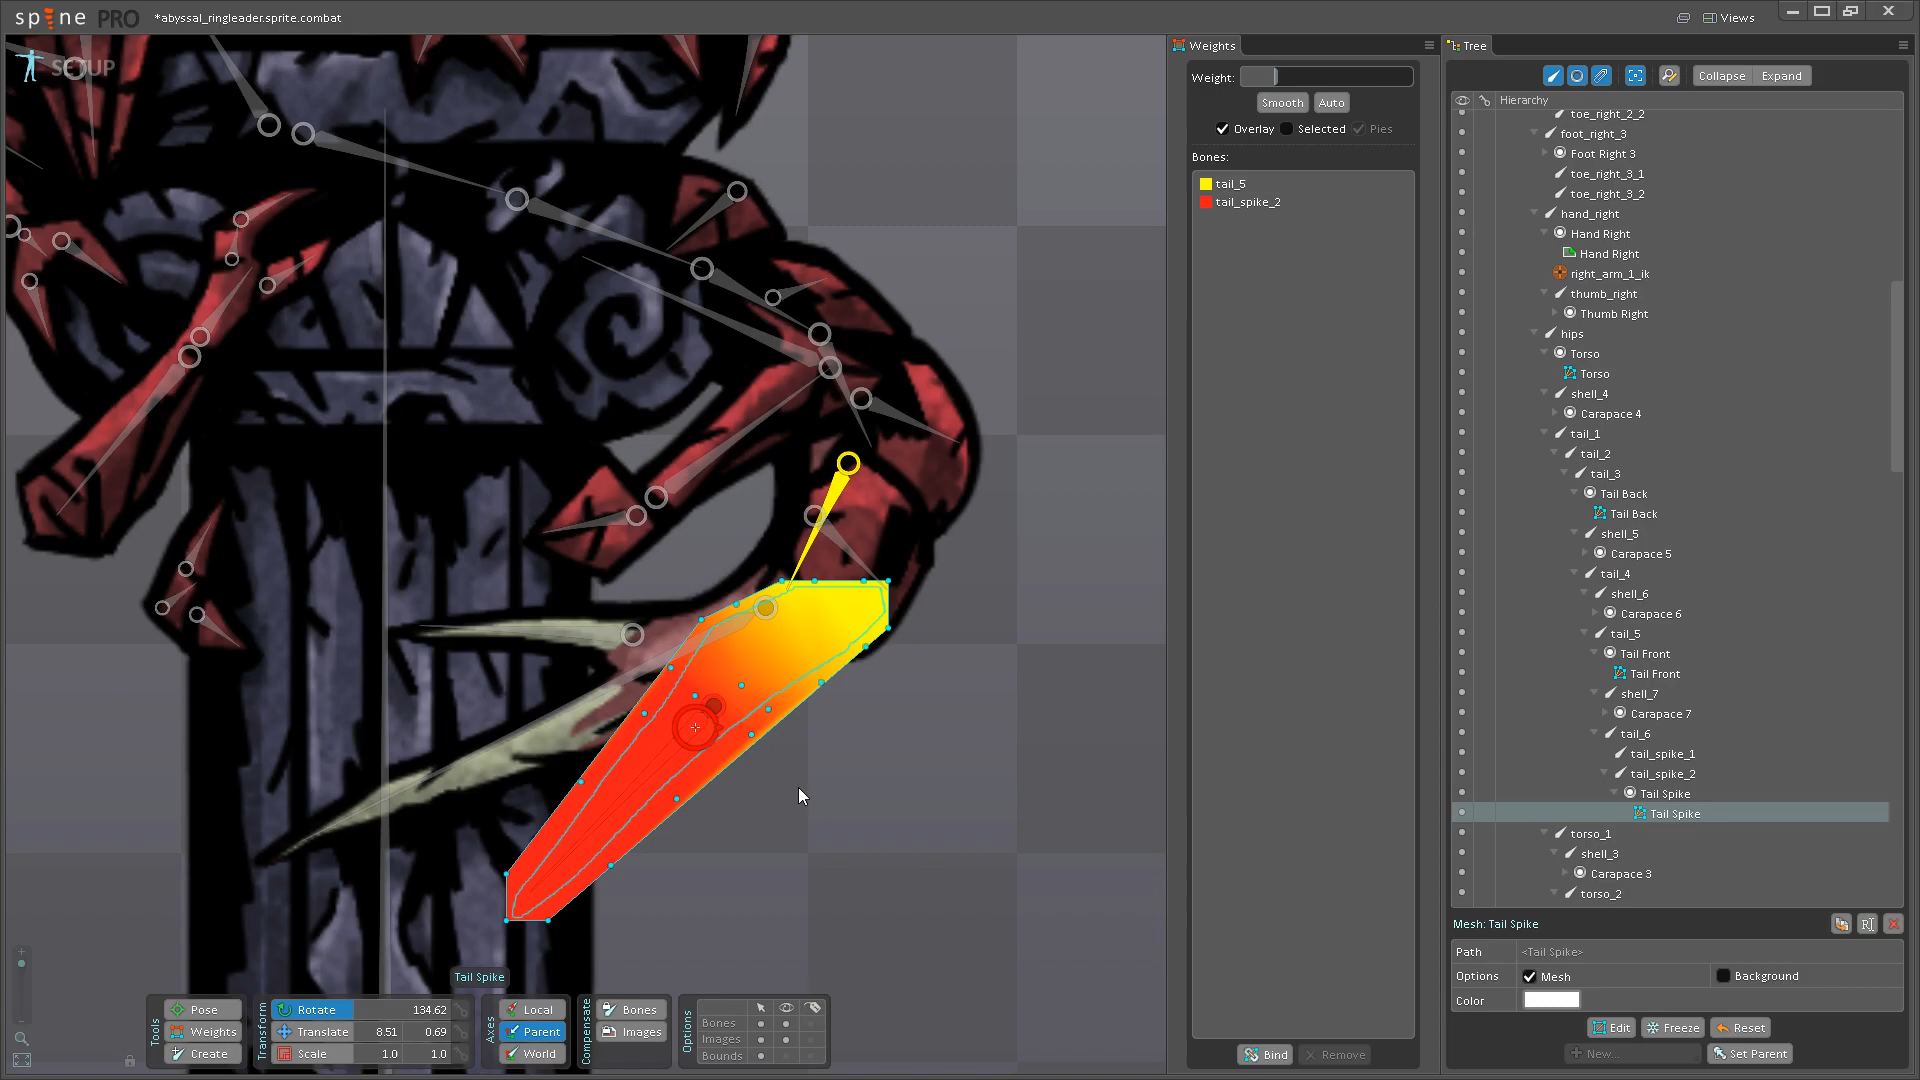 spine PRO *abyssal_ringleader.sprite.combat
Views
SETUP
Weights
Weight:
Smooth Auto
Overlay Selected Pies
Bones:
tail_5
tail_spike_2
Bind Remove
Tree
Collapse Expand
Hierarchy
toe_right_2_2
foot_right_3
Foot Right 3
toe_right_3_1
toe_right_3_2
hand_right
Hand Right
Hand Right
right_arm_1_ik
thumb_right
Thumb Right
hips
Torso
Torso
shell_4
Carapace 4
tail_1
tail_2
tail_3
Tail Back
Tail Back
shell_5
Carapace 5
tail_4
shell_6
Carapace 6
tail_5
Tail Front
Tail Front
shell_7
Carapace 7
tail_6
tail_spike_1
tail_spike_2
Tail Spike
Tail Spike
torso_1
shell_3
Carapace 3
torso_2
Mesh: Tail Spike
Path <Tail Spike>
Options Mesh Background
Color
Edit Freeze Reset
New... Set Parent
Tail Spike
Tools
Pose
Weights
Create
Transform
Rotate 134.62
Translate 8.51 0.69
Scale 1.0 1.0
Axes
Local
Parent
World
Compensate
Bones
Images
Options
Bones
Images
Bounds